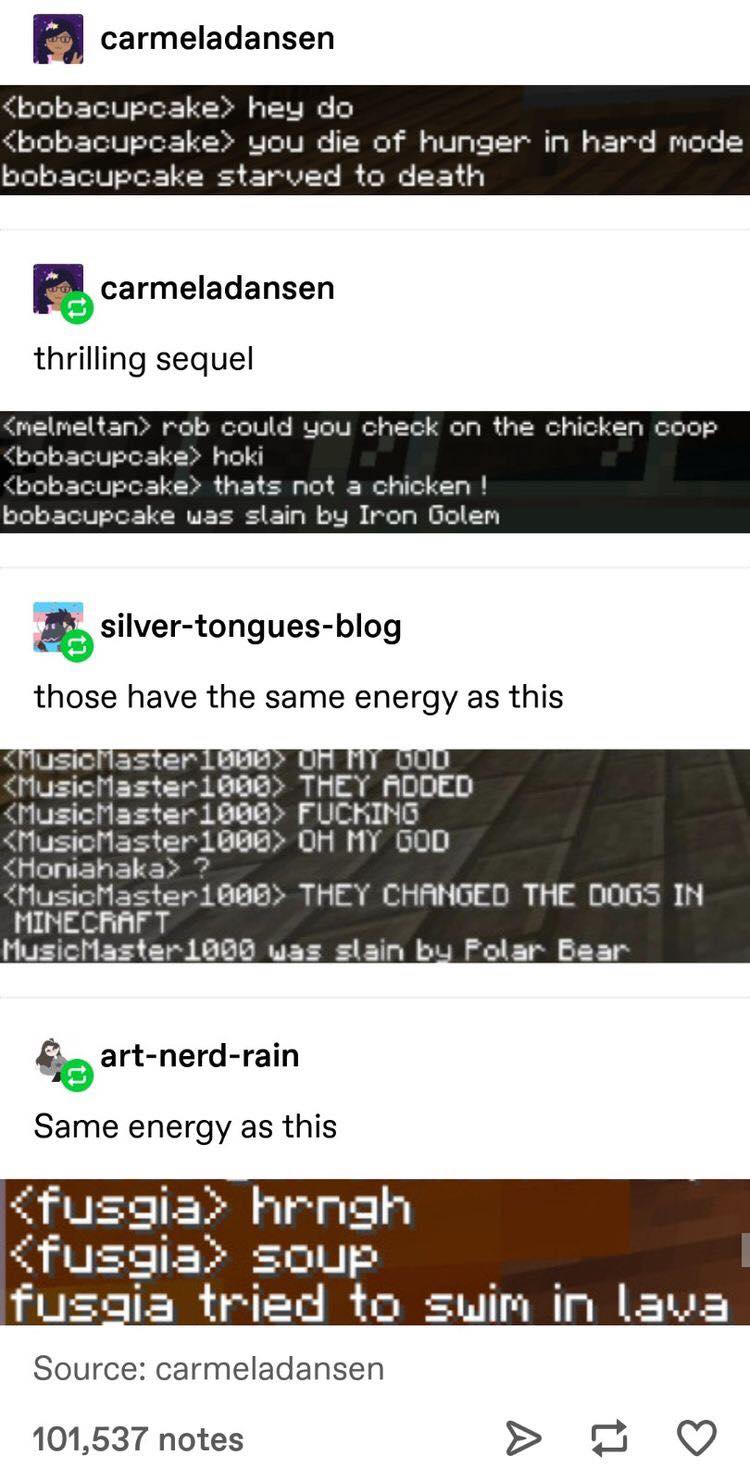 carmeladansen
<bobacupcake> hey do
<bobacupcake> you die of hunger in hard mode
bobacupcake starved to death
carmeladansen
thrilling sequel
<melmeltan> rob could you check on the chicken coop
<bobacupcake> hoki
<bobacupcake> thats not a chicken !
bobacupcake was slain by Iron Golem
silver-tongues-blog
those have the same energy as this
<MusicMaster1000> OH MY GOD
<MusicMaster1000> THEY ADDED
<MusicMaster1000> FUCKING
<MusicMaster1000> OH MY GOD
<Honiahaka> ?
<MusicMaster1000> THEY CHANGED THE DOGS IN
MINECRAFT
MusicMaster1000 was slain by Polar Bear
art-nerd-rain
Same energy as this
<fusgia> hrngh
<fusgia> soup
fusgia tried to swim in lava
Source: carmeladansen
101,537 notes